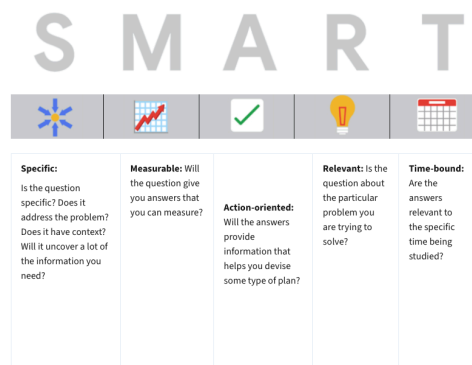 S M A R T
Specific:
Is the question
specific? Does it
address the problem?
Does it have context?
Will it uncover a lot of
the information you
need?
Measurable: Will
the question give
you answers that
you can measure?
Action-oriented:
Will the answers
provide
information that
helps you devise
some type of plan?
Relevant: Is the
question about
the particular
problem you
are trying to
solve?
Time-bound:
Are the
answers
relevant to
the specific
time being
studied?